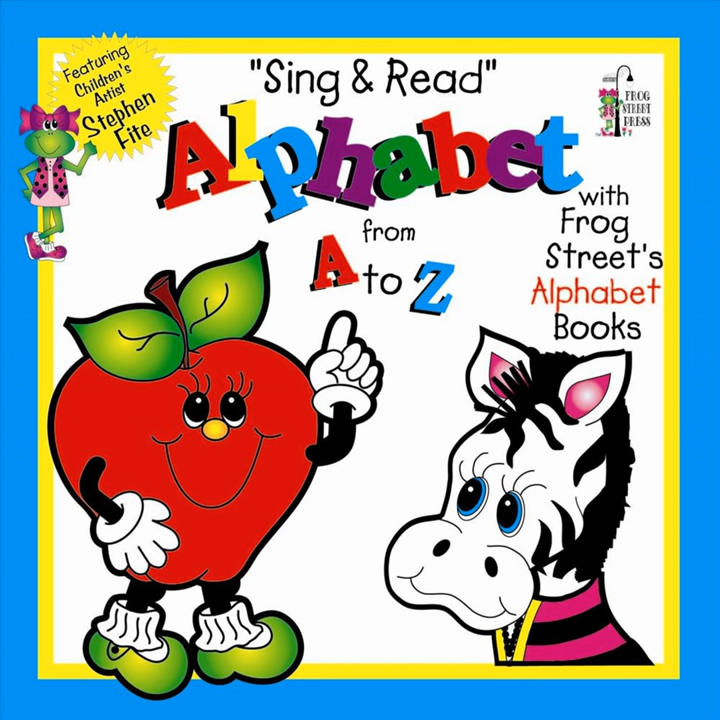 Featuring
Children's
Artist
Stephen
Fite
"Sing & Read"
FROG
STREET
PRESS
Alphabet
from
A to Z
with
Frog
Street's
Alphabet
Books